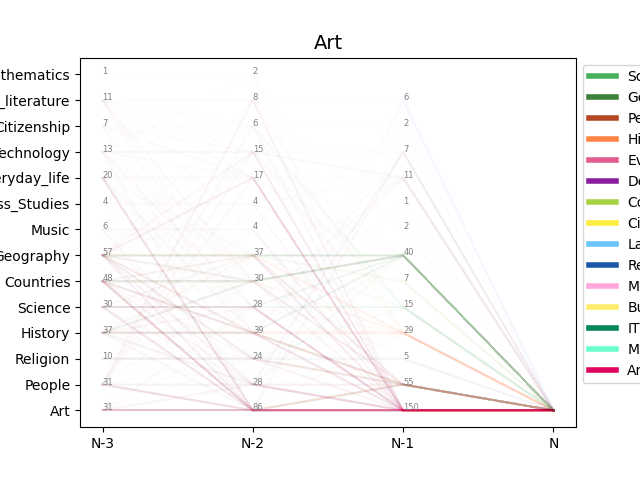 Art
thematics 1 2
_literature 11 8 6
Citizenship 7 6 2
echnology 13 15 7
eryday_life 20 17 11
ss_Studies 4 4 1
Music 6 4 2
Geography 57 37 40
Countries 48 30 7
Science 30 28 15
History 37 39 29
Religion 10 24 5
People 31 28 55
Art 31 86 150
N-3 N-2 N-1 N
Sc
Ge
Pe
Hi
Ev
De
Co
Ci
La
Re
M
Bu
IT
M
Ar